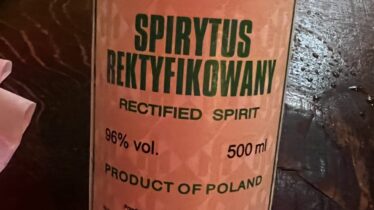 SPIRYTUS
REKTYFIKOWANY
RECTIFIED SPIRIT
96% vol. 500 ml
PRODUCT OF POLAND